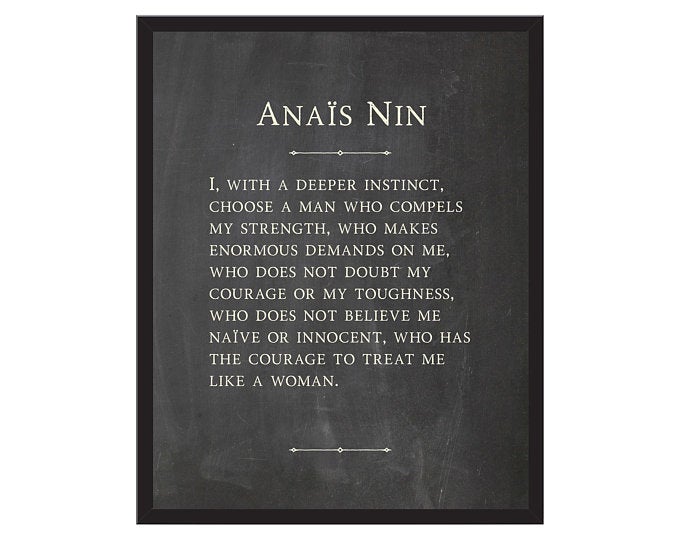 Anaïs Nin
I, with a deeper instinct,
choose a man who compels
my strength, who makes
enormous demands on me,
who does not doubt my
courage or my toughness,
who does not believe me
naïve or innocent, who has
the courage to treat me
like a woman.